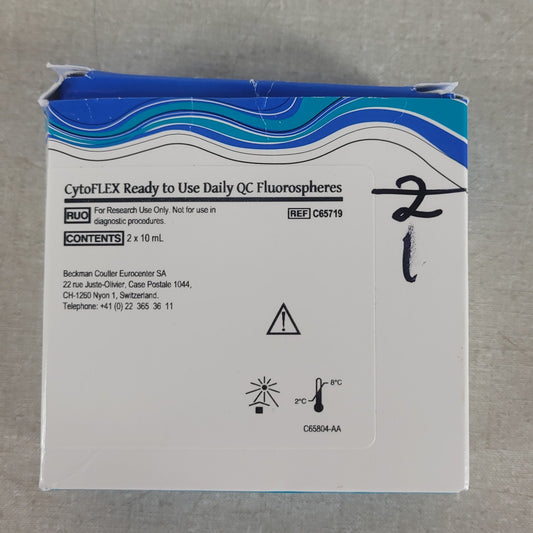 CytoFLEX Ready to Use Daily QC Fluorospheres
RUO For Research Use Only. Not for use in diagnostic procedures.
REF C65719
CONTENTS 2 x 10 mL
Beckman Coulter Eurocenter SA
22 rue Juste-Olivier, Case Postale 1044,
CH-1260 Nyon 1, Switzerland.
Telephone: +41 (0) 22 365 36 11
2
1
8°C
2°C
C65804-AA